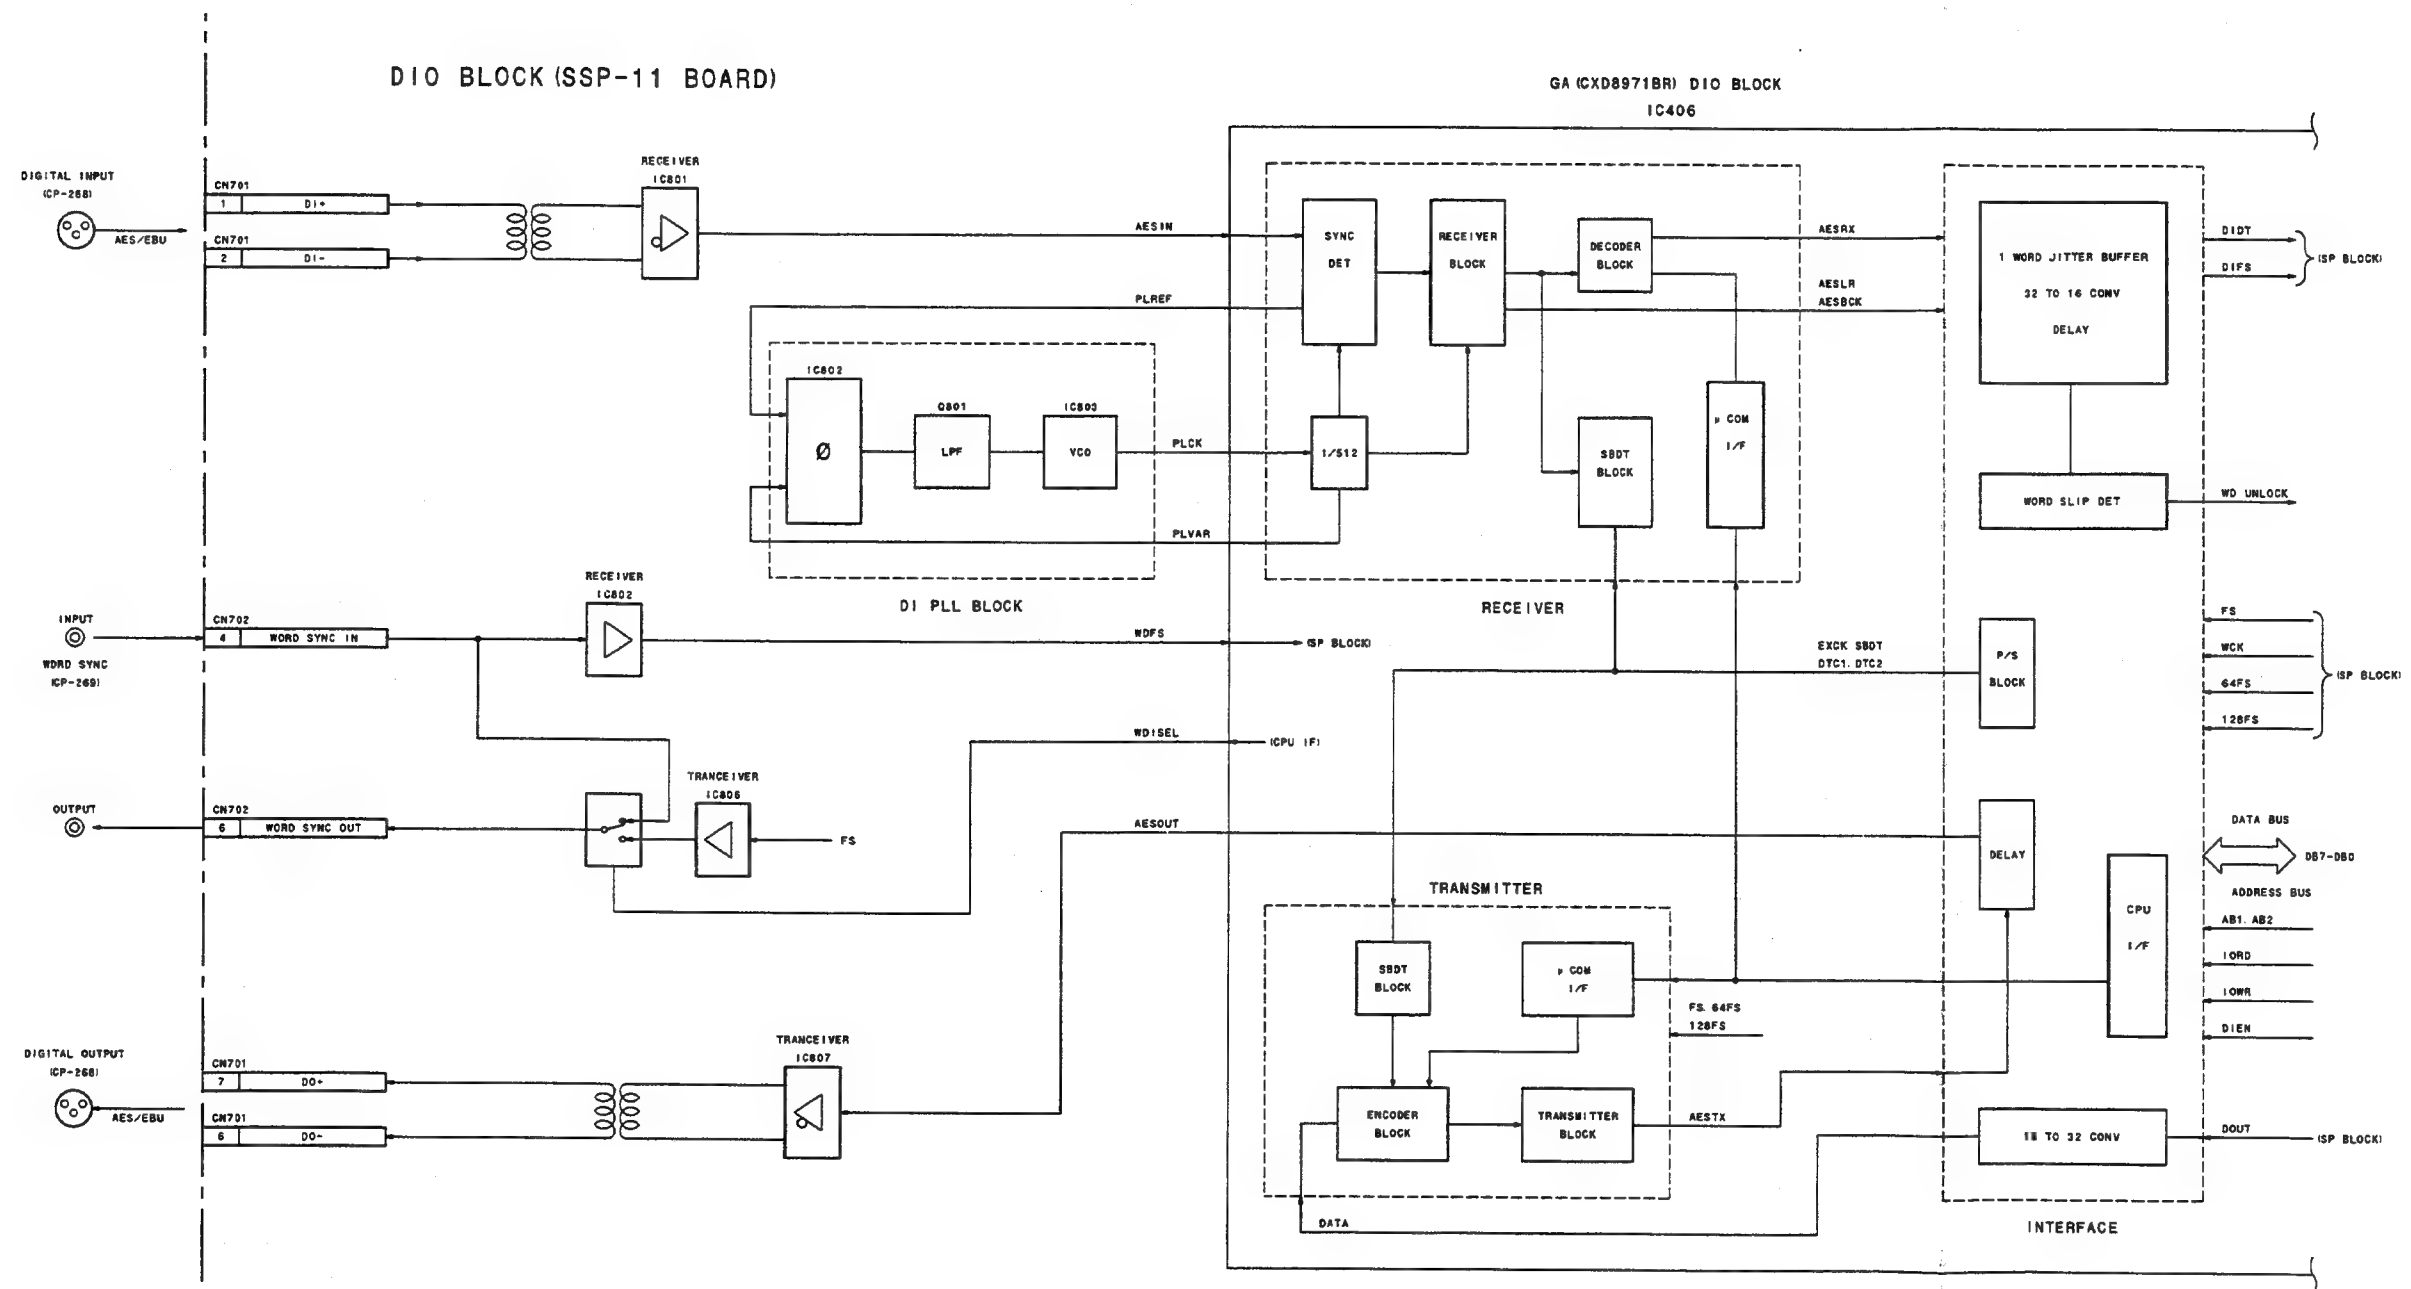 DIO BLOCK (SSP-11 BOARD)
GA (CXD8971BR) DIO BLOCK
IC406
DIGITAL INPUT
(CP-268)
AES/EBU
CN701
1 DI+
CN701
2 DI-
RECEIVER
IC801
AESIN
PLREF
SYNC
DET
RECEIVER
BLOCK
DECODER
BLOCK
AESRX
AESLR
AESBCK
1 WORD JITTER BUFFER
32 TO 16 CONV
DELAY
DIDT
DIFS
(SP BLOCK)
IC802
Ø
Q801
LPF
IC803
VCO
PLCK
1/512
SBDT
BLOCK
μ COM
I/F
WORD SLIP DET
WD UNLOCK
PLVAR
DI PLL BLOCK
RECEIVER
INPUT
WORD SYNC
(CP-269)
CN702
4 WORD SYNC IN
RECEIVER
IC802
WDFS
(SP BLOCK)
EXCK SBDT
DTC1. DTC2
P/S
BLOCK
FS
WCK
64FS
128FS
(SP BLOCK)
WDISEL
(CPU IF)
OUTPUT
CN702
6 WORD SYNC OUT
TRANCEIVER
IC806
FS
AESOUT
DELAY
DATA BUS
DB7-DB0
ADDRESS BUS
AB1. AB2
IORD
IOWR
DIEN
CPU
I/F
TRANSMITTER
SBDT
BLOCK
μ COM
I/F
FS. 64FS
128FS
DIGITAL OUTPUT
(CP-268)
AES/EBU
CN701
7 DO+
CN701
6 DO-
TRANCEIVER
IC807
ENCODER
BLOCK
TRANSMITTER
BLOCK
AESTX
TO 32 CONV
DOUT
(SP BLOCK)
DATA
INTERFACE